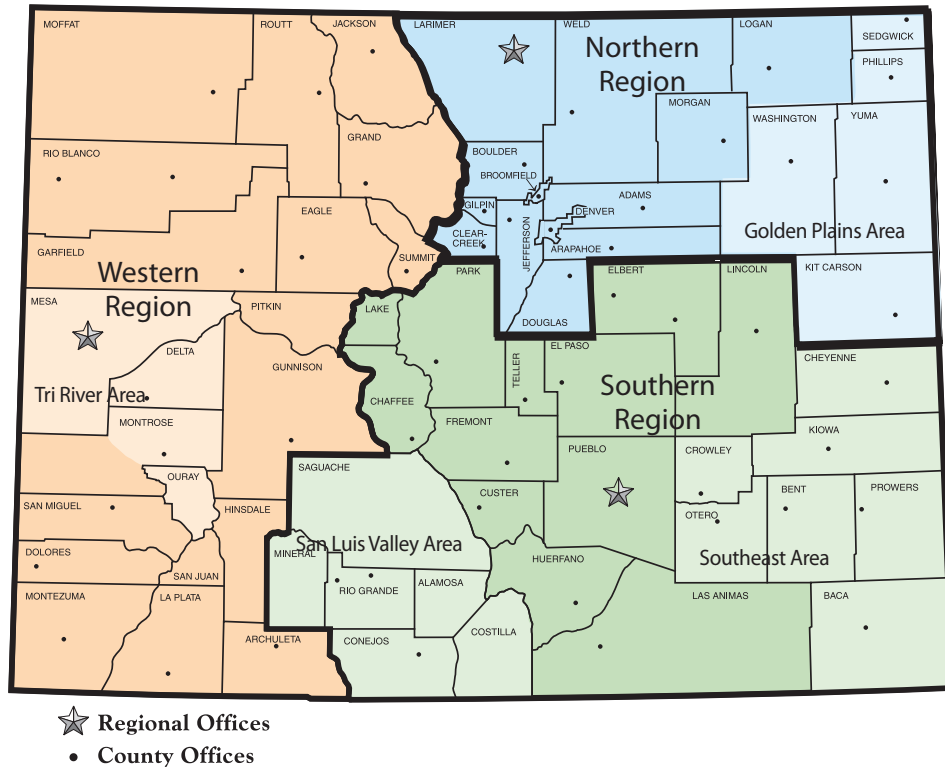 MOFFAT
ROUTT
JACKSON
LARIMER
WELD
LOGAN
SEDGWICK
PHILLIPS
Northern
Region
MORGAN
WASHINGTON
YUMA
GRAND
RIO BLANCO
BOULDER
BROOMFIELD
EAGLE
GILPIN
ADAMS
DENVER
CLEAR-
CREEK
JEFFERSON
ARAPAHOE
Golden Plains Area
GARFIELD
SUMMIT
PARK
ELBERT
LINCOLN
KIT CARSON
Western
Region
MESA
PITKIN
LAKE
DOUGLAS
DELTA
GUNNISON
TELLER
EL PASO
CHEYENNE
Tri River Area
CHAFFEE
Southern
Region
MONTROSE
FREMONT
KIOWA
PUEBLO
CROWLEY
SAGUACHE
OURAY
CUSTER
BENT
PROWERS
SAN MIGUEL
HINSDALE
OTERO
DOLORES
MINERAL
San Luis Valley Area
HUERFANO
Southeast Area
SAN JUAN
RIO GRANDE
ALAMOSA
MONTEZUMA
LA PLATA
LAS ANIMAS
BACA
ARCHULETA
CONEJOS
COSTILLA
Regional Offices
County Offices